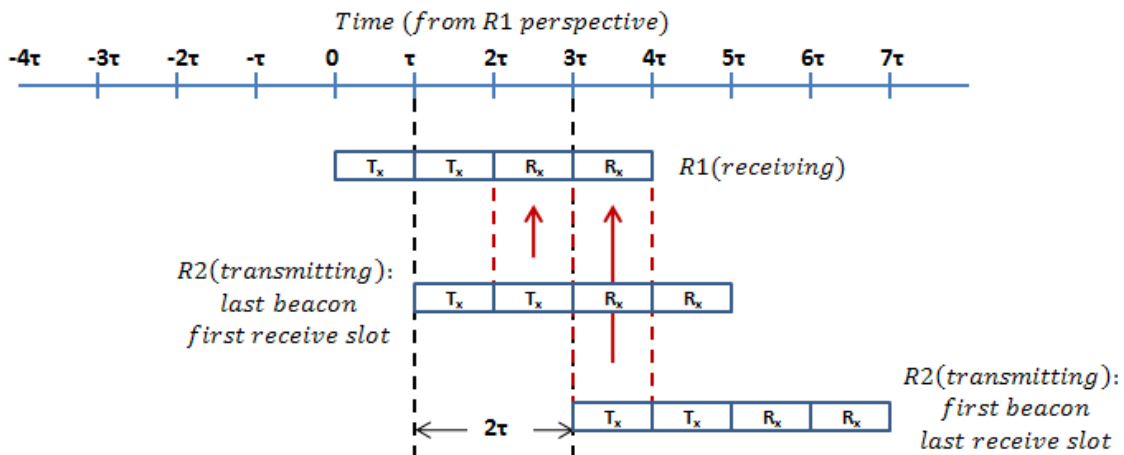 Time (from R1 perspective)
-4τ -3τ -2τ -τ 0 τ 2τ 3τ 4τ 5τ 6τ 7τ
Tx Tx Rx Rx R1(receiving)
R2(transmitting):
last beacon
first receive slot
Tx Tx Rx Rx
R2(transmitting):
first beacon
last receive slot
Tx Tx Rx Rx
2τ